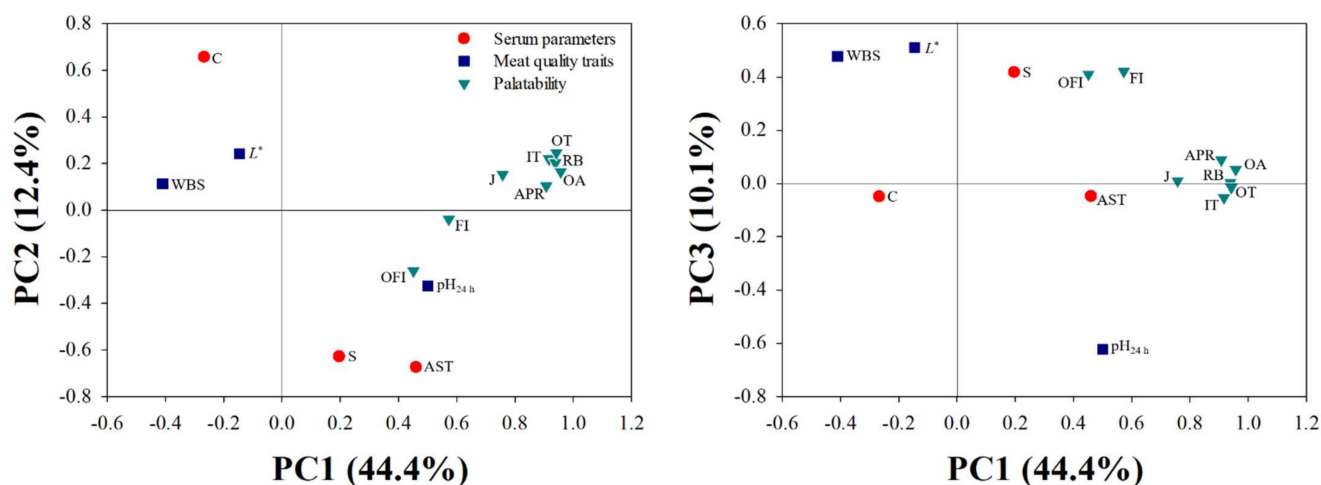 0.8
0.6
0.4
0.2
0.0
-0.2
-0.4
-0.6
-0.8
PC2 (12.4%)
Serum parameters
Meat quality traits
Palatability
C
L*
WBS
OT
IT
RB
J
OA
APR
FI
OFI
pH24 h
S
AST
-0.6 -0.4 -0.2 0.0 0.2 0.4 0.6 0.8 1.0 1.2
PC1 (44.4%)
0.6
0.4
0.2
0.0
-0.2
-0.4
-0.6
-0.8
PC3 (10.1%)
WBS
L*
S
OFI
FI
APR
OA
J
RB
OT
IT
C
AST
pH24 h
-0.6 -0.4 -0.2 0.0 0.2 0.4 0.6 0.8 1.0 1.2
PC1 (44.4%)